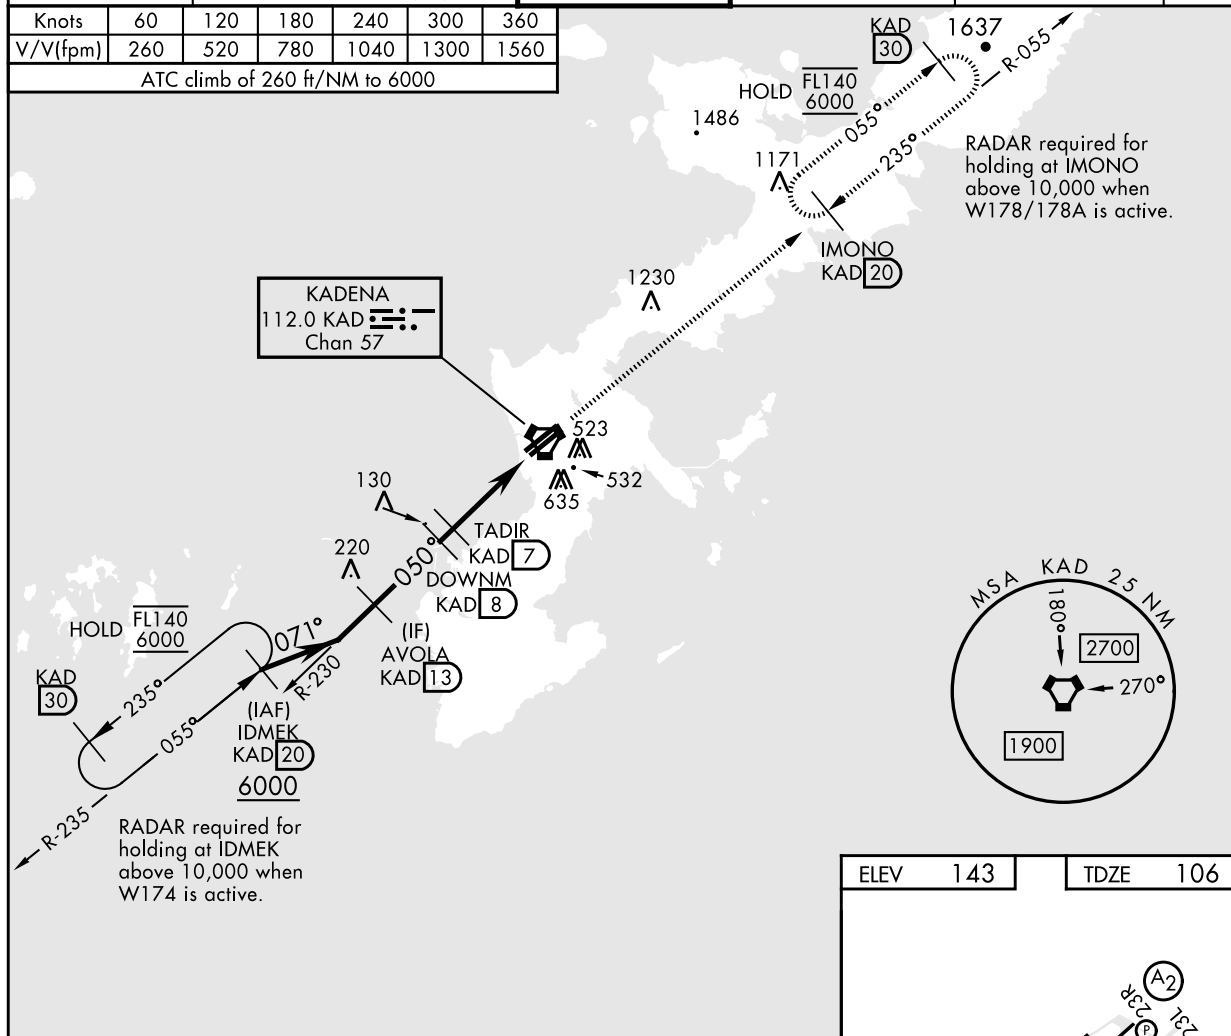 Knots 60 120 180 240 300 360
V/V(fpm) 260 520 780 1040 1300 1560
ATC climb of 260 ft/NM to 6000
KAD
30
1637
R-055
HOLD
FL140
6000
055°
235°
1486
1171
RADAR required for
holding at IMONO
above 10,000 when
W178/178A is active.
IMONO
KAD 20
1230
KADENA
112.0 KAD
Chan 57
523
532
635
130
TADIR
KAD 7
220
050°
DOWNM
KAD 8
HOLD
FL140
6000
071°
(IF)
AVOLA
KAD 13
R-230
KAD
30
235°
055°
(IAF)
IDMEK
KAD 20
6000
R-235
RADAR required for
holding at IDMEK
above 10,000 when
W174 is active.
MSA KAD 25 NM
180°
2700
270°
1900
ELEV 143
TDZE 106
A2
23R
23L
P